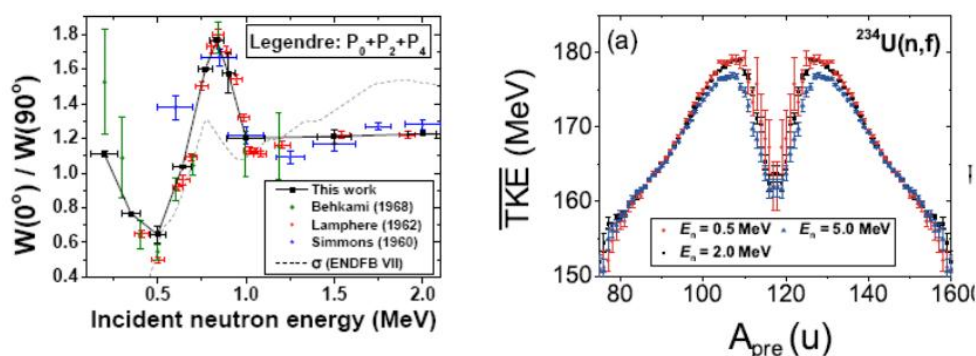 W(0°) / W(90°)
1.8
1.6
1.4
1.2
1.0
0.8
0.6
0.4
Legendre: P₀+P₂+P₄
This work
Behkami (1968)
Lamphere (1962)
Simmons (1960)
σ (ENDFB VII)
0.5 1.0 1.5 2.0
Incident neutron energy (MeV)
(a)
²³⁴U(n,f)
TKE (MeV)
180
170
160
150
Eₙ = 0.5 MeV Eₙ = 5.0 MeV
Eₙ = 2.0 MeV
80 100 120 140 160
A_pre (u)